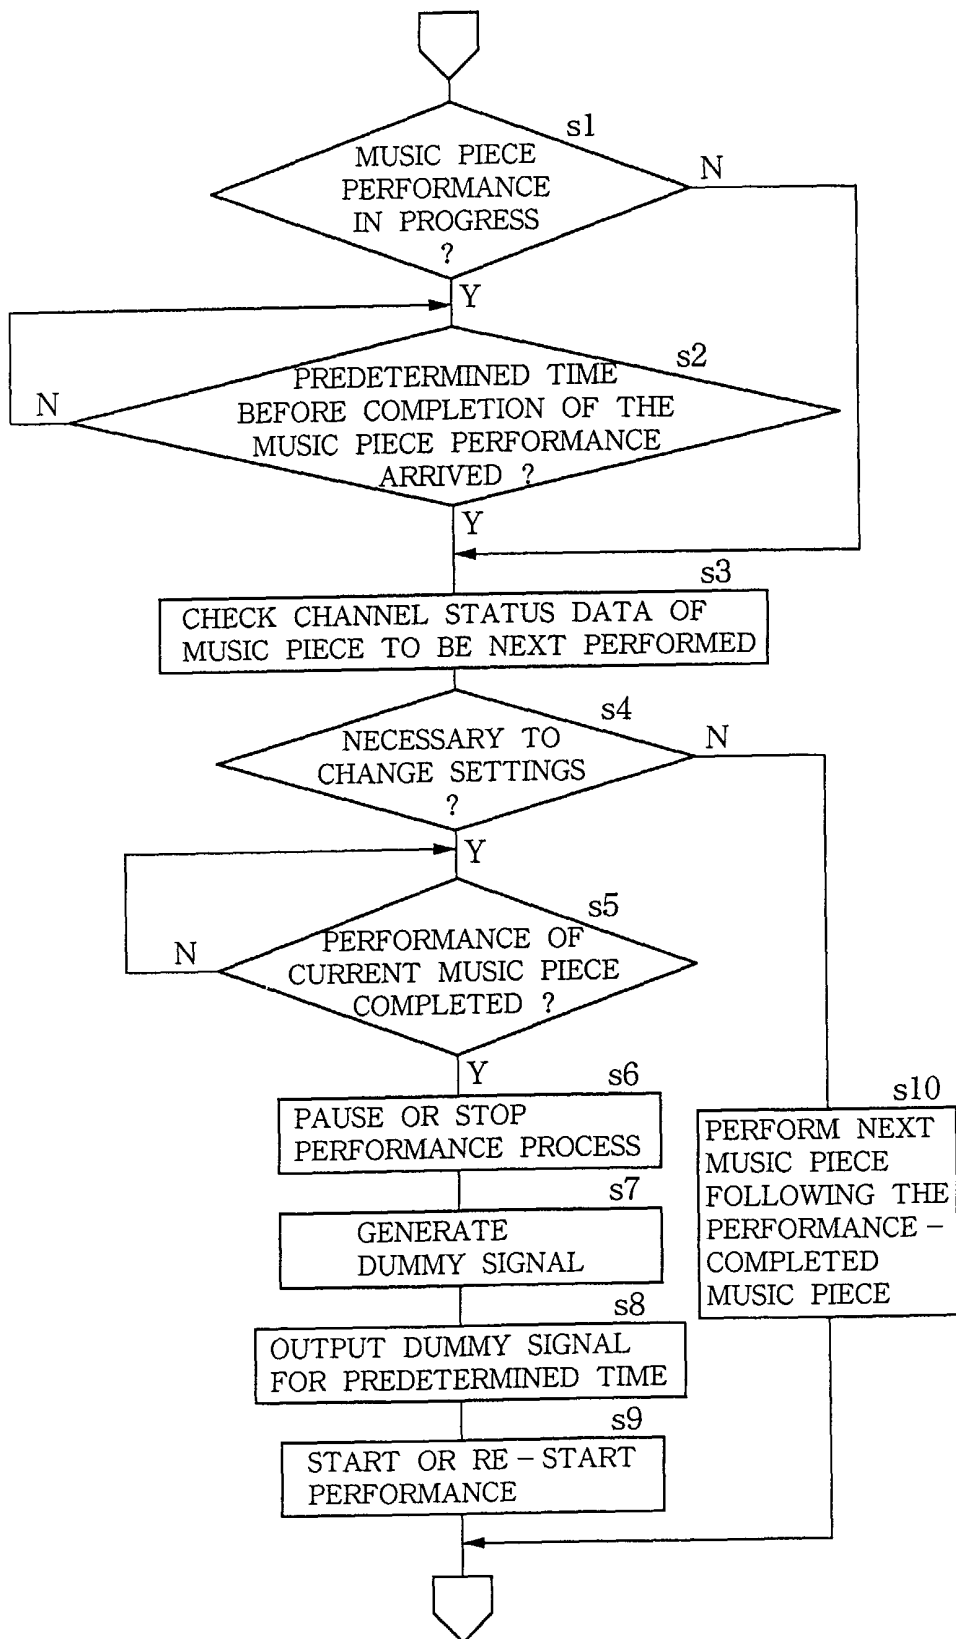 s1
MUSIC PIECE
PERFORMANCE
IN PROGRESS
?
N
Y
s2
PREDETERMINED TIME
BEFORE COMPLETION OF THE
MUSIC PIECE PERFORMANCE
ARRIVED ?
N
Y
s3
CHECK CHANNEL STATUS DATA OF
MUSIC PIECE TO BE NEXT PERFORMED
s4
NECESSARY TO
CHANGE SETTINGS
?
N
Y
s5
PERFORMANCE OF
CURRENT MUSIC PIECE
COMPLETED ?
N
Y
s6
PAUSE OR STOP
PERFORMANCE PROCESS
s7
GENERATE
DUMMY SIGNAL
s8
OUTPUT DUMMY SIGNAL
FOR PREDETERMINED TIME
s9
START OR RE-START
PERFORMANCE
s10
PERFORM NEXT
MUSIC PIECE
FOLLOWING THE
PERFORMANCE-
COMPLETED
MUSIC PIECE